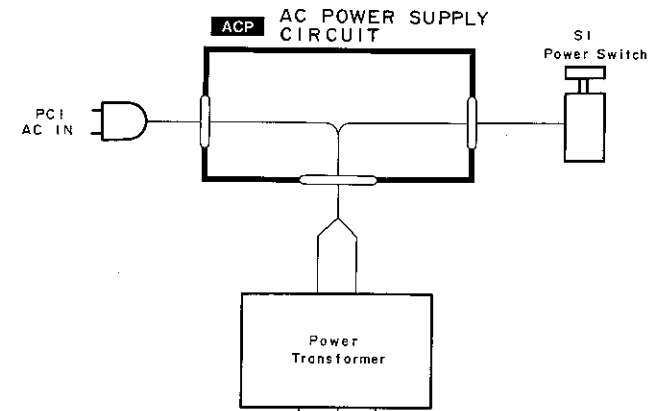 ACP AC POWER SUPPLY
CIRCUIT
S1
Power Switch
PC1
AC IN
Power
Transformer